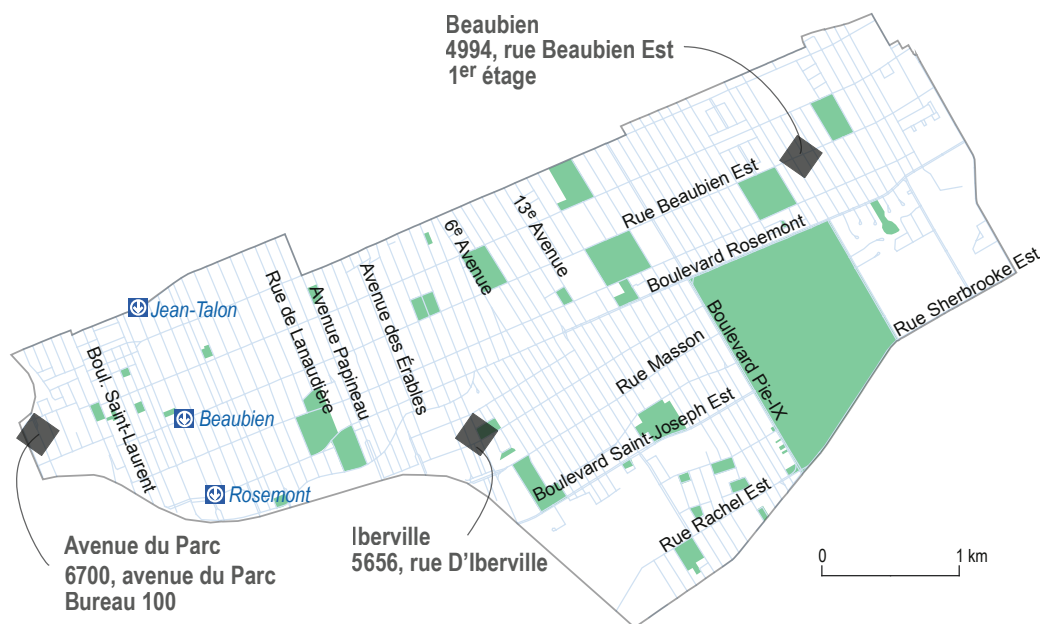 Beaubien
4994, rue Beaubien Est
1er étage
Rue Beaubien Est
13e Avenue
6e Avenue
Boulevard Rosemont
Rue Sherbrooke Est
Avenue des Érables
Avenue Papineau
Rue de Lanaudière
Jean-Talon
Boulevard Pie-IX
Rue Masson
Boul. Saint-Laurent
Beaubien
Boulevard Saint-Joseph Est
Rosemont
Rue Rachel Est
Avenue du Parc
6700, avenue du Parc
Bureau 100
Iberville
5656, rue D’Iberville
0 1 km